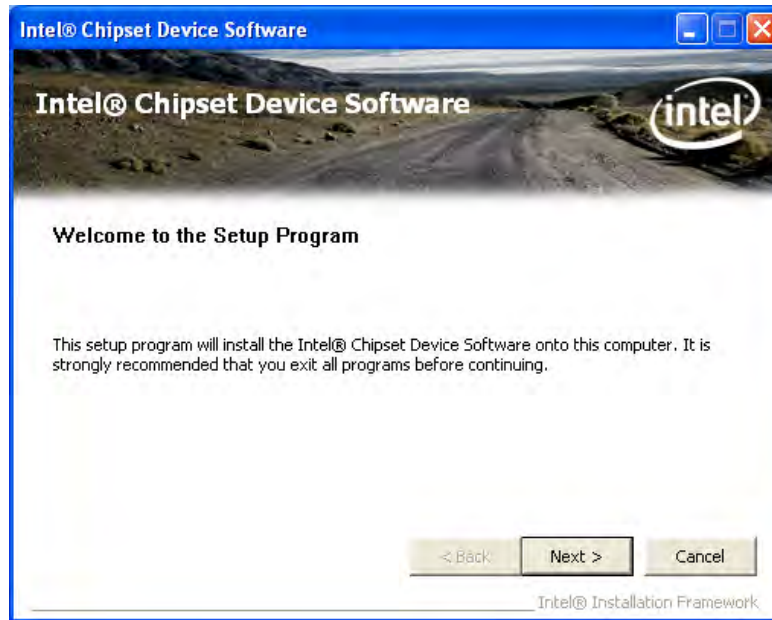 Intel® Chipset Device Software
Intel® Chipset Device Software
intel
Welcome to the Setup Program
This setup program will install the Intel® Chipset Device Software onto this computer. It is
strongly recommended that you exit all programs before continuing.
< Back
Next >
Cancel
Intel® Installation Framework